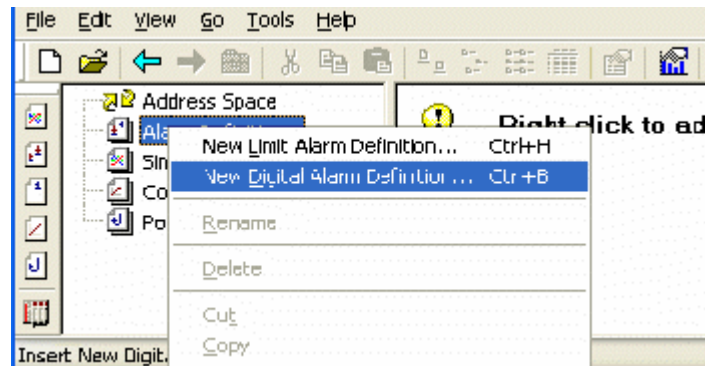 File Edit View Go Tools Help
Address Space
Right click to ad
New Limit Alarm Definition... Ctrl+H
New Digital Alarm Definition... Ctrl+B
Rename
Delete
Cut
Copy
Insert New Digit